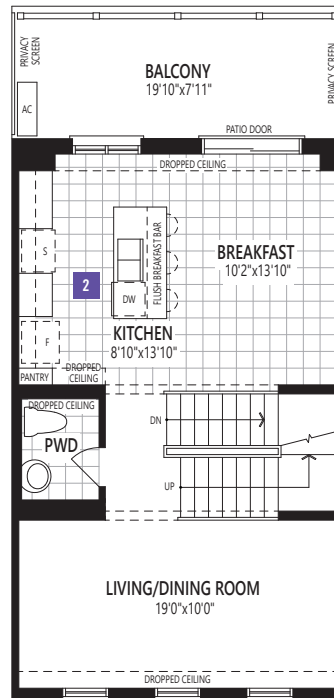 PRIVACY
SCREEN
PRIVACY SCREEN
BALCONY
19'10"x7'11"
AC
PATIO DOOR
DROPPED CEILING
S
2
FLUSH BREAKFAST BAR
BREAKFAST
10'2"x13'10"
DW
KITCHEN
8'10"x13'10"
F
PANTRY
DROPPED
CEILING
DROPPED CEILING
PWD
DN
UP
LIVING/DINING ROOM
19'0"x10'0"
DROPPED CEILING